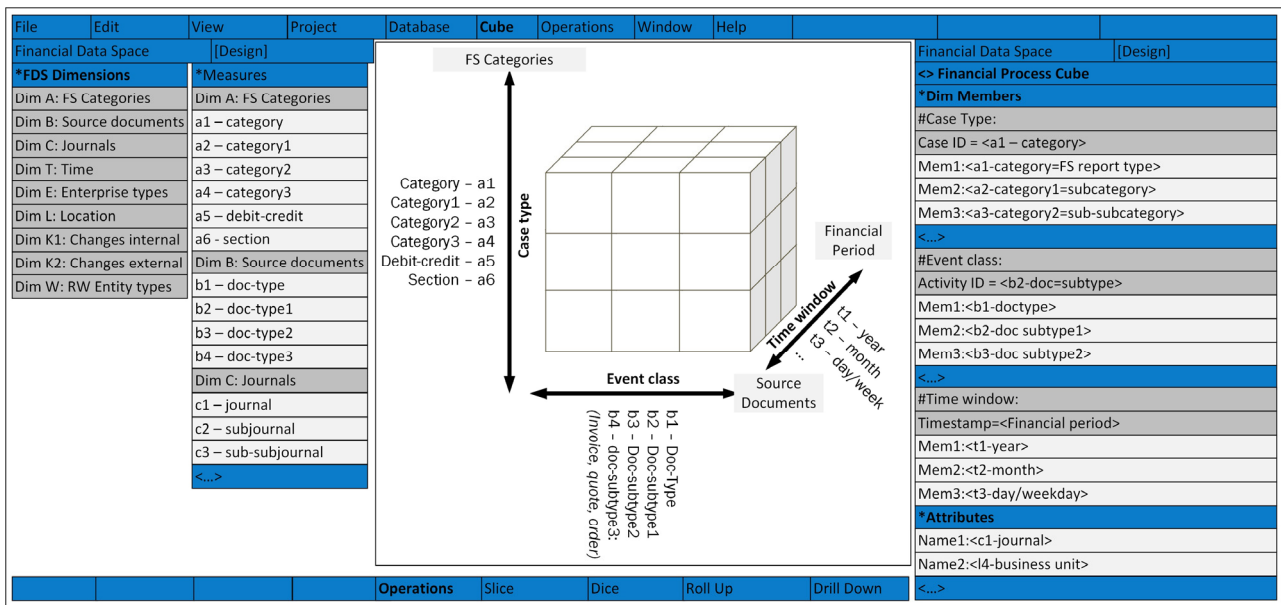 File Edit View Project Database Cube Operations Window Help
Financial Data Space [Design]
*FDS Dimensions
Dim A: FS Categories
Dim B: Source documents
Dim C: Journals
Dim T: Time
Dim E: Enterprise types
Dim L: Location
Dim K1: Changes internal
Dim K2: Changes external
Dim W: RW Entity types
*Measures
Dim A: FS Categories
a1 – category
a2 – category1
a3 – category2
a4 – category3
a5 – debit-credit
a6 - section
Dim B: Source documents
b1 – doc-type
b2 – doc-type1
b3 – doc-type2
b4 – doc-type3
Dim C: Journals
c1 – journal
c2 – subjournal
c3 – sub-subjournal
<...>
FS Categories
Category – a1
Category1 – a2
Category2 – a3
Category3 – a4
Debit-credit – a5
Section – a6
Case type
Financial
Period
Time window
t1 – year
t2 – month
t3 – day/week
...
Event class
Source
Documents
b1 – Doc-Type
b2 – Doc-subtype1
b3 – Doc-subtype2
b4 – doc-subtype3:
(Invoice, quote, order)
Financial Data Space [Design]
<> Financial Process Cube
*Dim Members
#Case Type:
Case ID = <a1 – category>
Mem1:<a1-category=FS report type>
Mem2:<a2-category1=subcategory>
Mem3:<a3-category2=sub-subcategory>
<...>
#Event class:
Activity ID = <b2-doc=subtype>
Mem1:<b1-doctype>
Mem2:<b2-doc subtype1>
Mem3:<b3-doc subtype2>
<...>
#Time window:
Timestamp=<Financial period>
Mem1:<t1-year>
Mem2:<t2-month>
Mem3:<t3-day/weekday>
*Attributes
Name1:<c1-journal>
Name2:<l4-business unit>
<...>
Operations Slice Dice Roll Up Drill Down